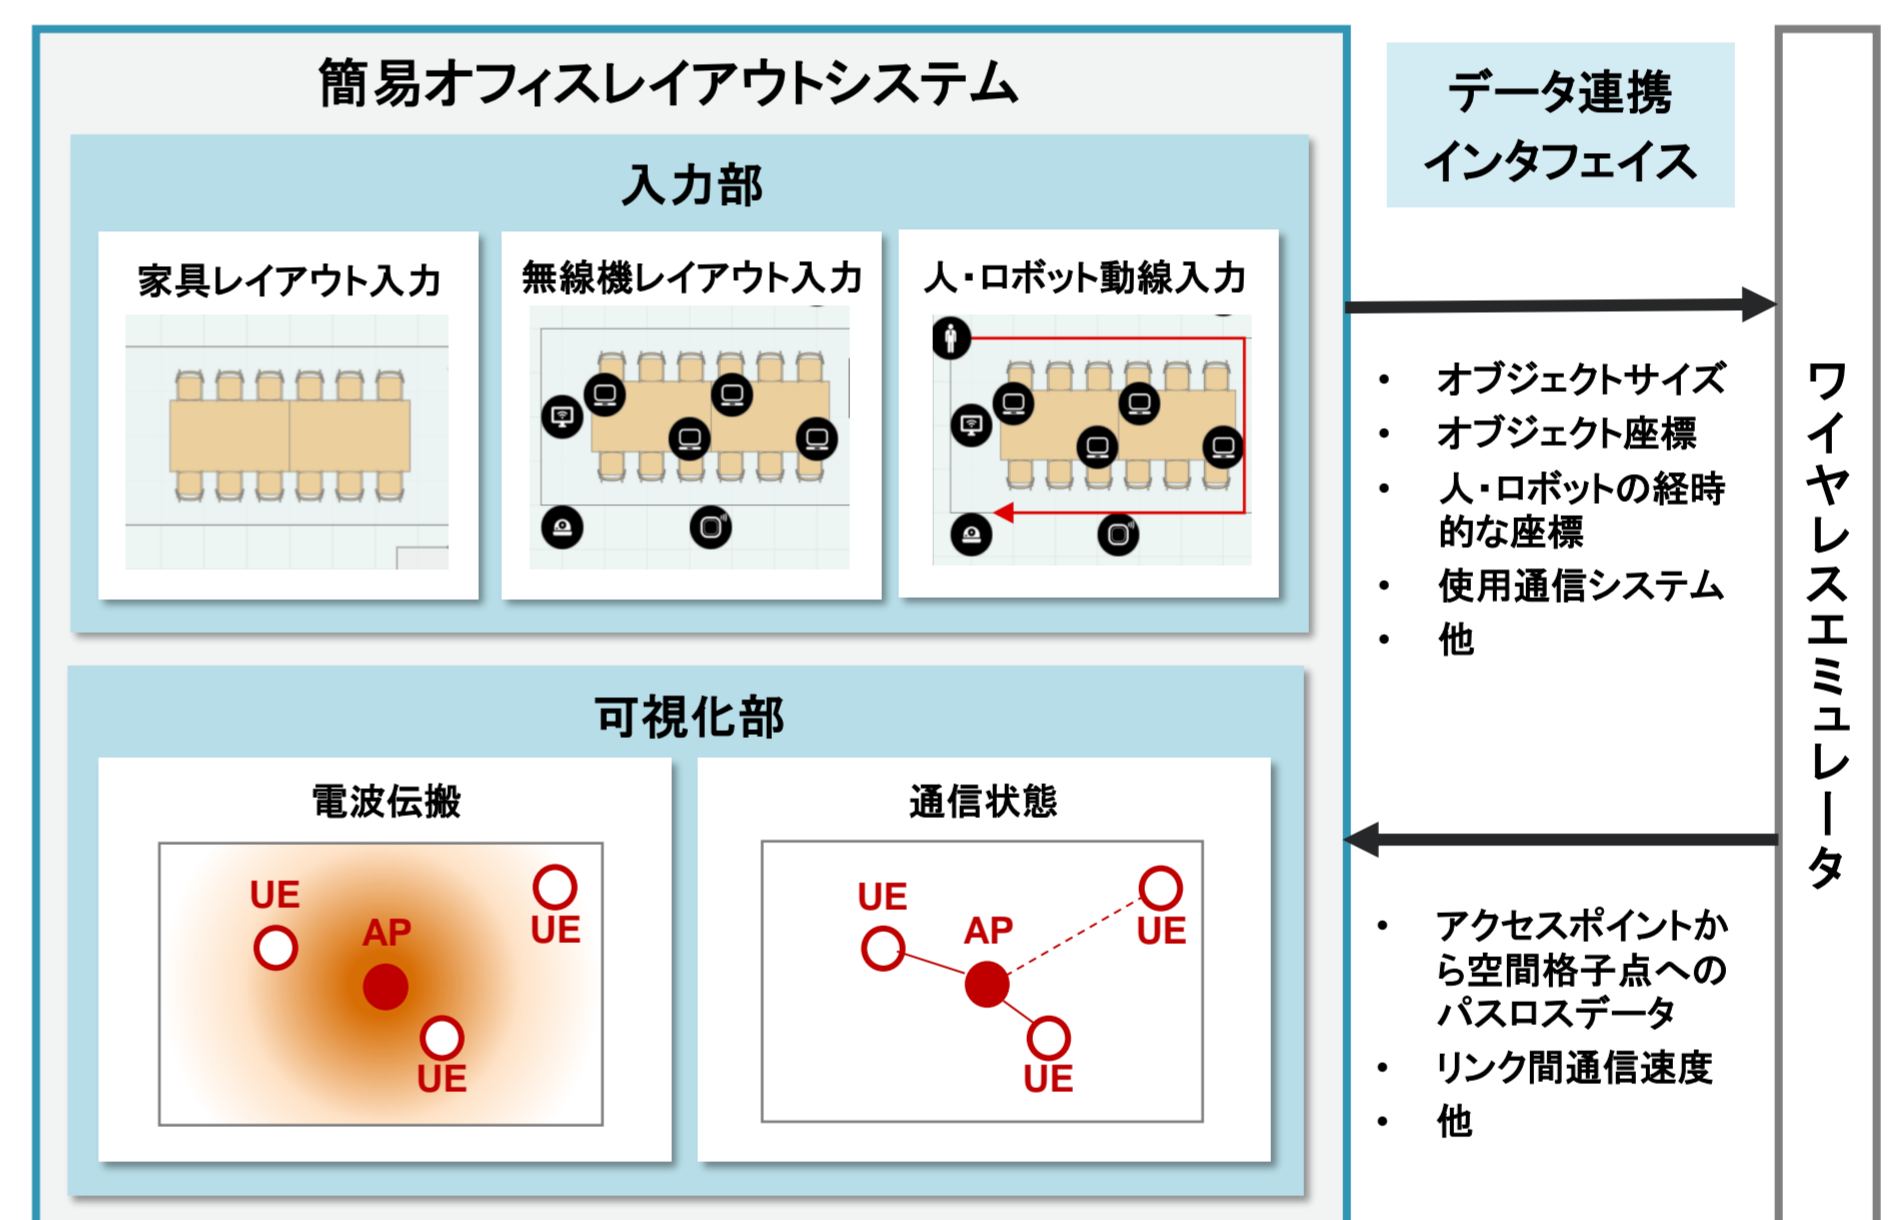 簡易オフィスレイアウトシステム
入力部
家具レイアウト入力
無線機レイアウト入力
人・ロボット動線入力
可視化部
電波伝搬
UE
AP
UE
UE
通信状態
UE
AP
UE
UE
データ連携
インタフェイス
• オブジェクトサイズ
• オブジェクト座標
• 人・ロボットの経時
的な座標
• 使用通信システム
• 他
• アクセスポイントか
ら空間格子点への
パスロスデータ
• リンク間通信速度
• 他
ワイヤレスエミュレータ